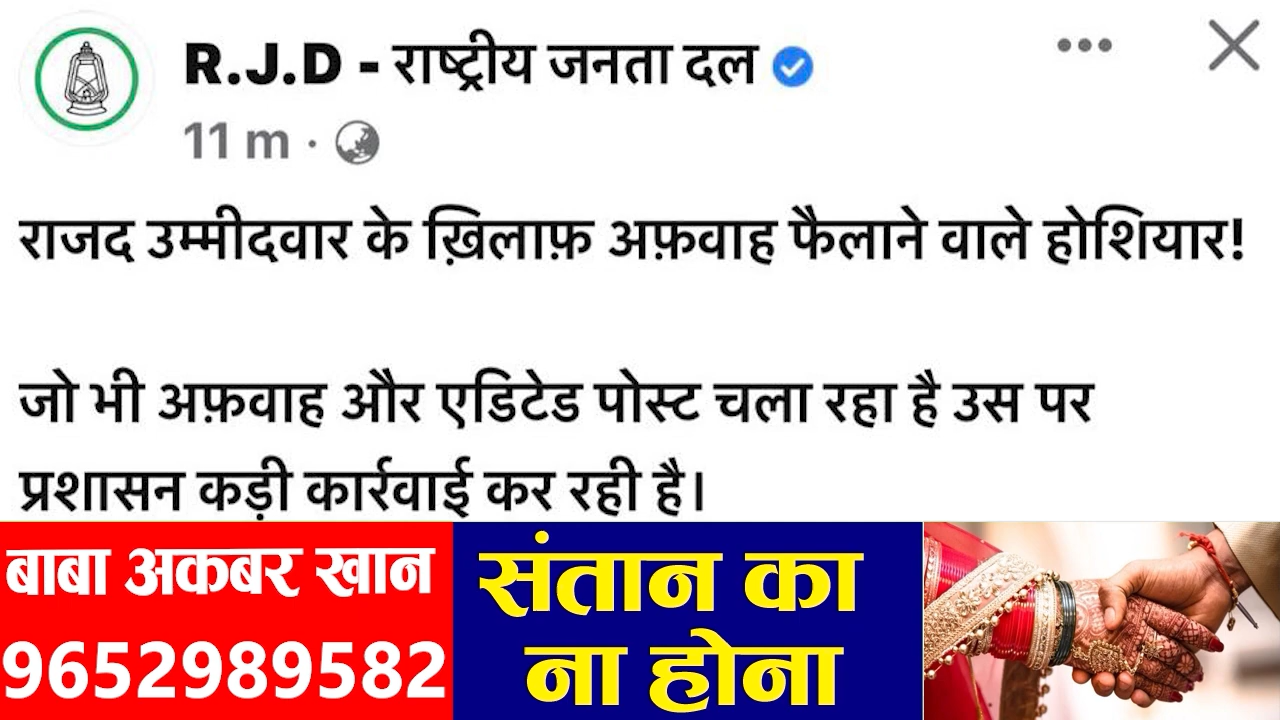 R.J.D - राष्ट्रीय जनता दल
11 m ·
राजद उम्मीदवार के ख़िलाफ़ अफ़वाह फैलाने वाले होशियार!
जो भी अफ़वाह और एडिटेड पोस्ट चला रहा है उस पर
प्रशासन कड़ी कार्रवाई कर रही है।
बाबा अकबर खान
9652989582
संतान का
ना होना